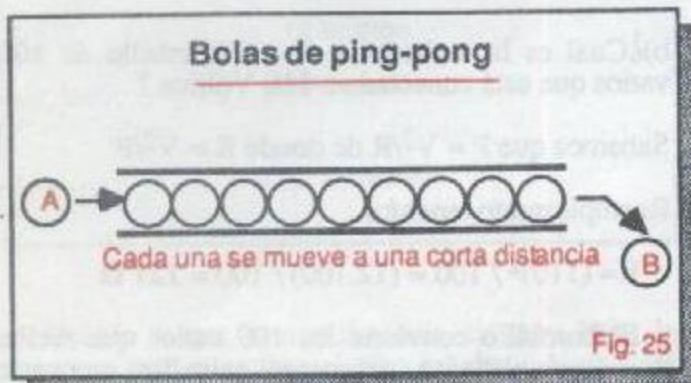 Bolas de ping-pong
A
Cada una se mueve a una corta distancia
B
Fig. 25